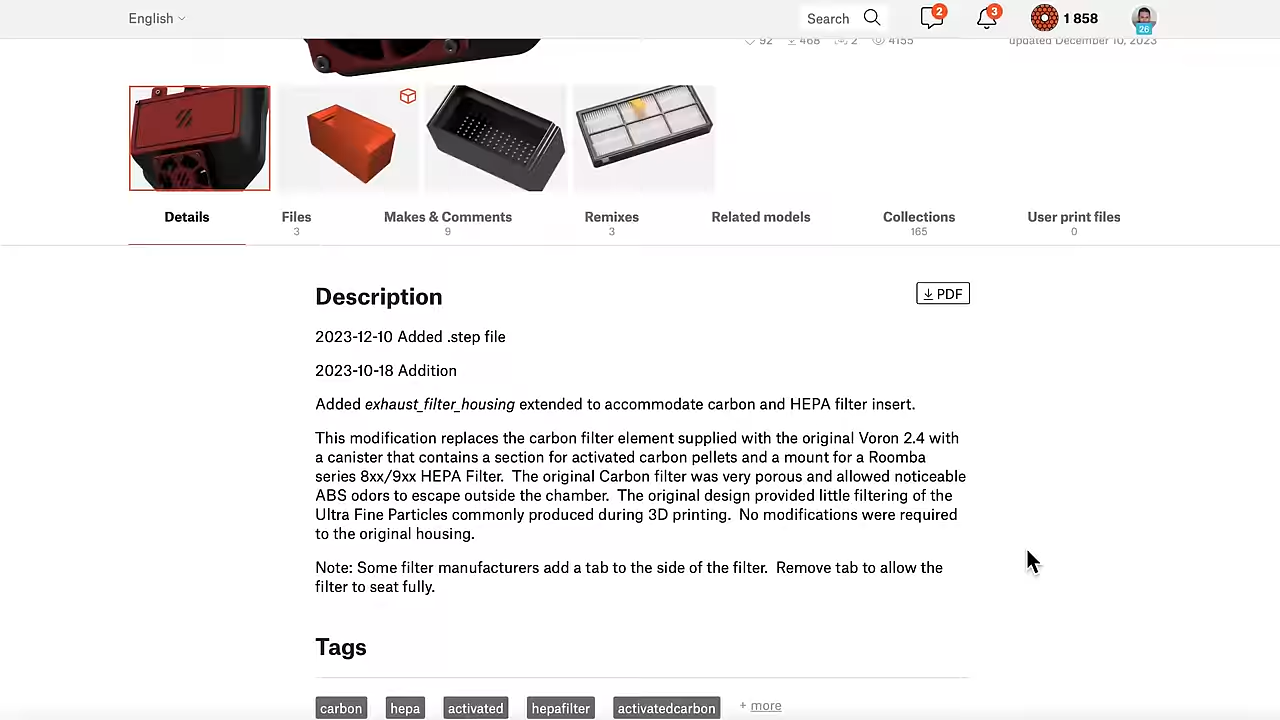 English
Search
2
3
1 858
26
92 468 2 4155
updated December 10, 2023
Details
Files
3
Makes & Comments
9
Remixes
3
Related models
Collections
165
User print files
0
Description
PDF
2023-12-10 Added .step file
2023-10-18 Addition
Added exhaust_filter_housing extended to accommodate carbon and HEPA filter insert.
This modification replaces the carbon filter element supplied with the original Voron 2.4 with
a canister that contains a section for activated carbon pellets and a mount for a Roomba
series 8xx/9xx HEPA Filter.  The original Carbon filter was very porous and allowed noticeable
ABS odors to escape outside the chamber.  The original design provided little filtering of the
Ultra Fine Particles commonly produced during 3D printing.  No modifications were required
to the original housing.
Note: Some filter manufacturers add a tab to the side of the filter.  Remove tab to allow the
filter to seat fully.
Tags
carbon
hepa
activated
hepafilter
activatedcarbon
+ more